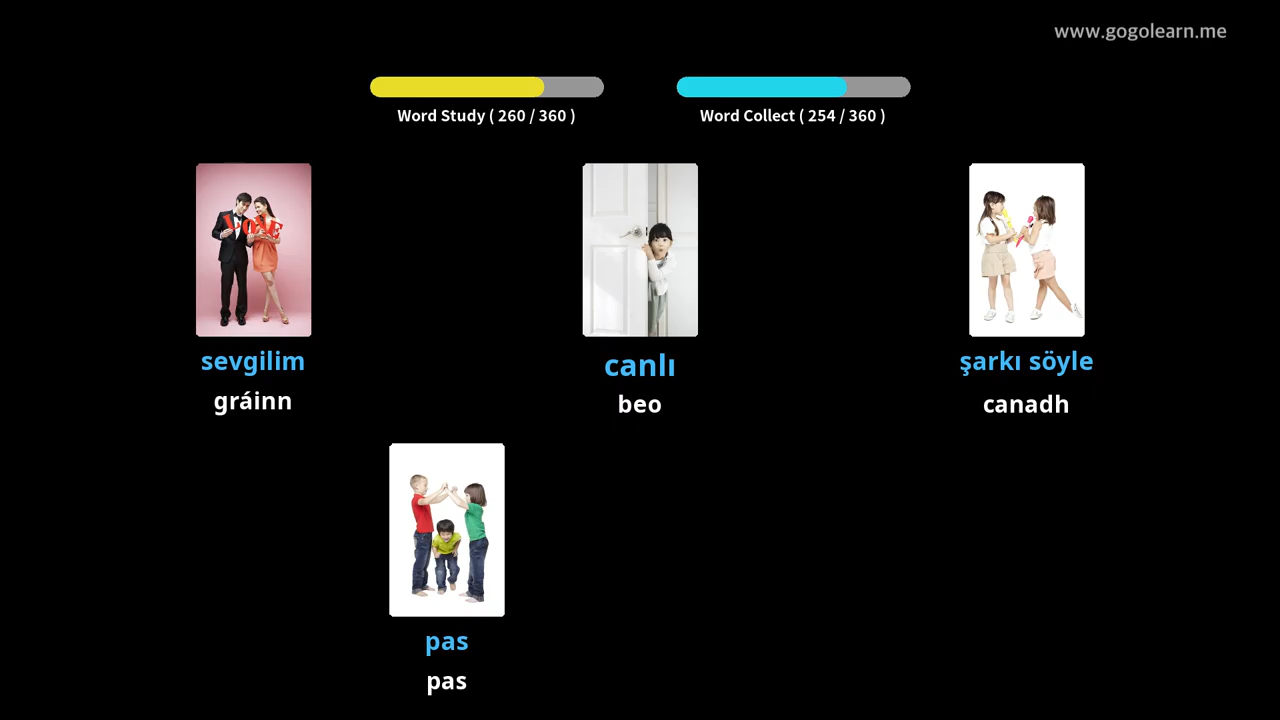 www.gogolearn.me
Word Study ( 260 / 360 )
Word Collect ( 254 / 360 )
LOVE
sevgilim
canlı
şarkı söyle
gráinn
beo
canadh
pas
pas